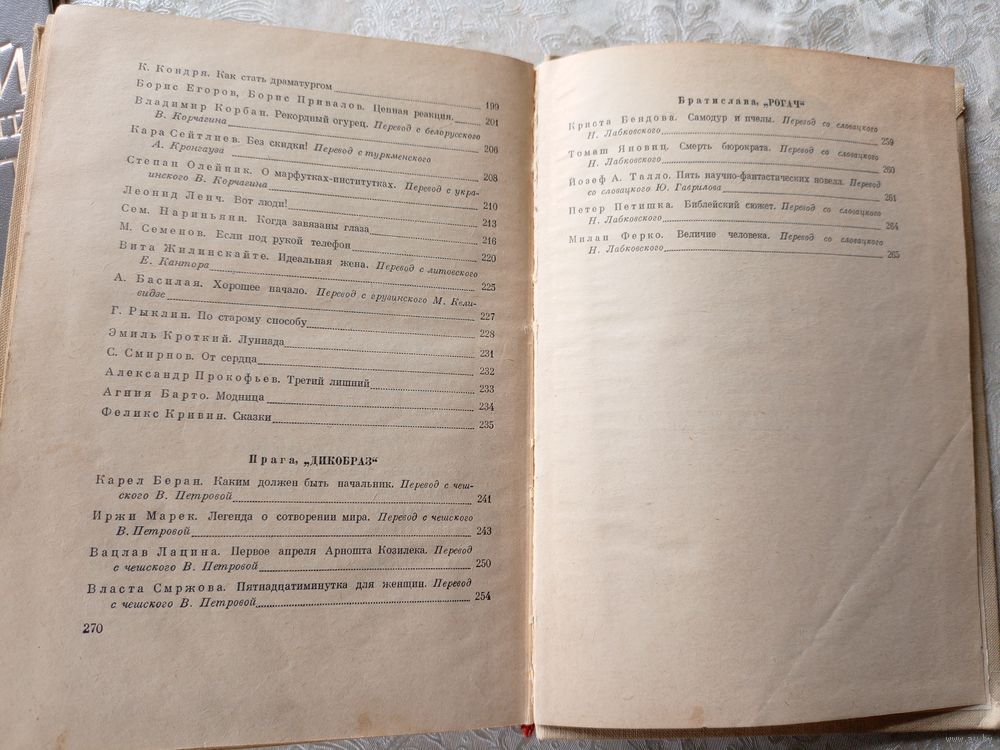 К. Кондря. Как стать драматургом 199
Борис Егоров, Борис Привалов. Цепная реакция. 201
Владимир Корбан. Рекордный огурец. Перевод с белорусского
В. Корчагина 206
Кара Сейтлиев. Без скидки! Перевод с туркменского
А. Кронгауза 208
Степан Олейник. О марфутках-институтках. Перевод с укра-
инского В. Корчагина 210
Леонид Ленч. Вот люди! 213
Сем. Нариньяни. Когда завязаны глаза 216
М. Семенов. Если под рукой телефон 220
Вита Жилинскайте. Идеальная жена. Перевод с литовского
Е. Кантора 225
А. Басилая. Хорошее начало. Перевод с грузинского М. Кели-
видзе 227
Г. Рыклин. По старому способу 228
Эмиль Кроткий. Луниада 231
С. Смирнов. От сердца 232
Александр Прокофьев. Третий лишний 233
Агния Барто. Модница 234
Феликс Кривин. Сказки 235
Прага, „ДИКОБРАЗ“
Карел Беран. Каким должен быть начальник. Перевод с чеш-
ского В. Петровой 241
Иржи Марек. Легенда о сотворении мира. Перевод с чешского
В. Петровой 243
Вацлав Лацина. Первое апреля Арношта Козилека. Перевод
с чешского В. Петровой 250
Власта Смржова. Пятнадцатиминутка для женщин. Перевод
с чешского В. Петровой 254
270
Братислава, „РОГАЧ“
Криста Бендова. Самодур и пчелы. Перевод со словацкого
Н. Лабковского 259
Томаш Яновиц. Смерть бюрократа. Перевод со словацкого
Н. Лабковского 260
Йозеф А. Талло. Пять научно-фантастических новелл. Перевод
со словацкого Ю. Гаврилова 261
Петер Петишка. Библейский сюжет. Перевод со словацкого
Н. Лабковского 264
Милан Ферко. Величие человека. Перевод со словацкого
Н. Лабковского 265